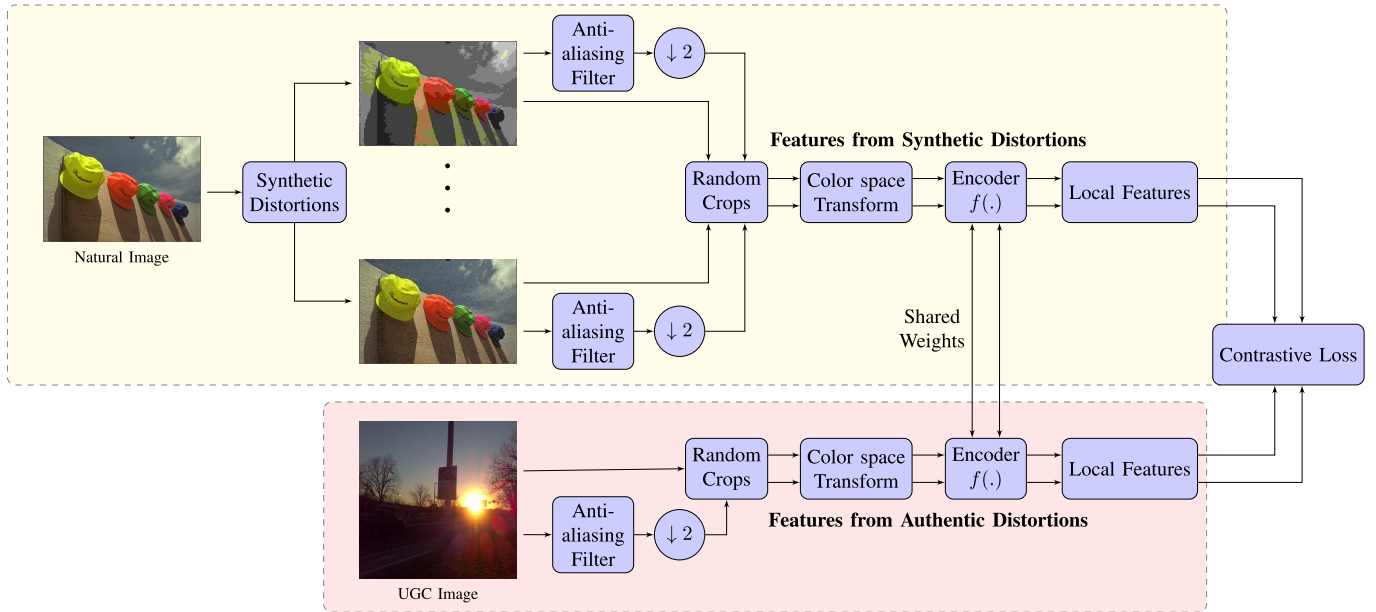 Anti-
aliasing
Filter
↓ 2
Natural Image
Synthetic
Distortions
Features from Synthetic Distortions
Random
Crops
Color space
Transform
Encoder
f(.)
Local Features
Anti-
aliasing
Filter
↓ 2
Shared
Weights
Contrastive Loss
UGC Image
Random
Crops
Color space
Transform
Encoder
f(.)
Local Features
Anti-
aliasing
Filter
↓ 2
Features from Authentic Distortions